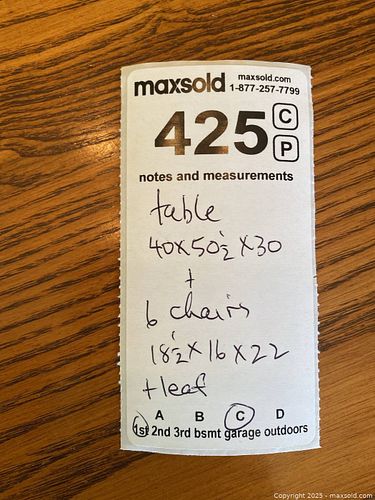 maxsold maxsold.com
1-877-257-7799
425 C
P
notes and measurements
table
40x50½x30
+
6 chairs
18½x16x22
+leaf
A B C D
1st 2nd 3rd bsmt garage outdoors
Copyright 2025 - maxsold.com